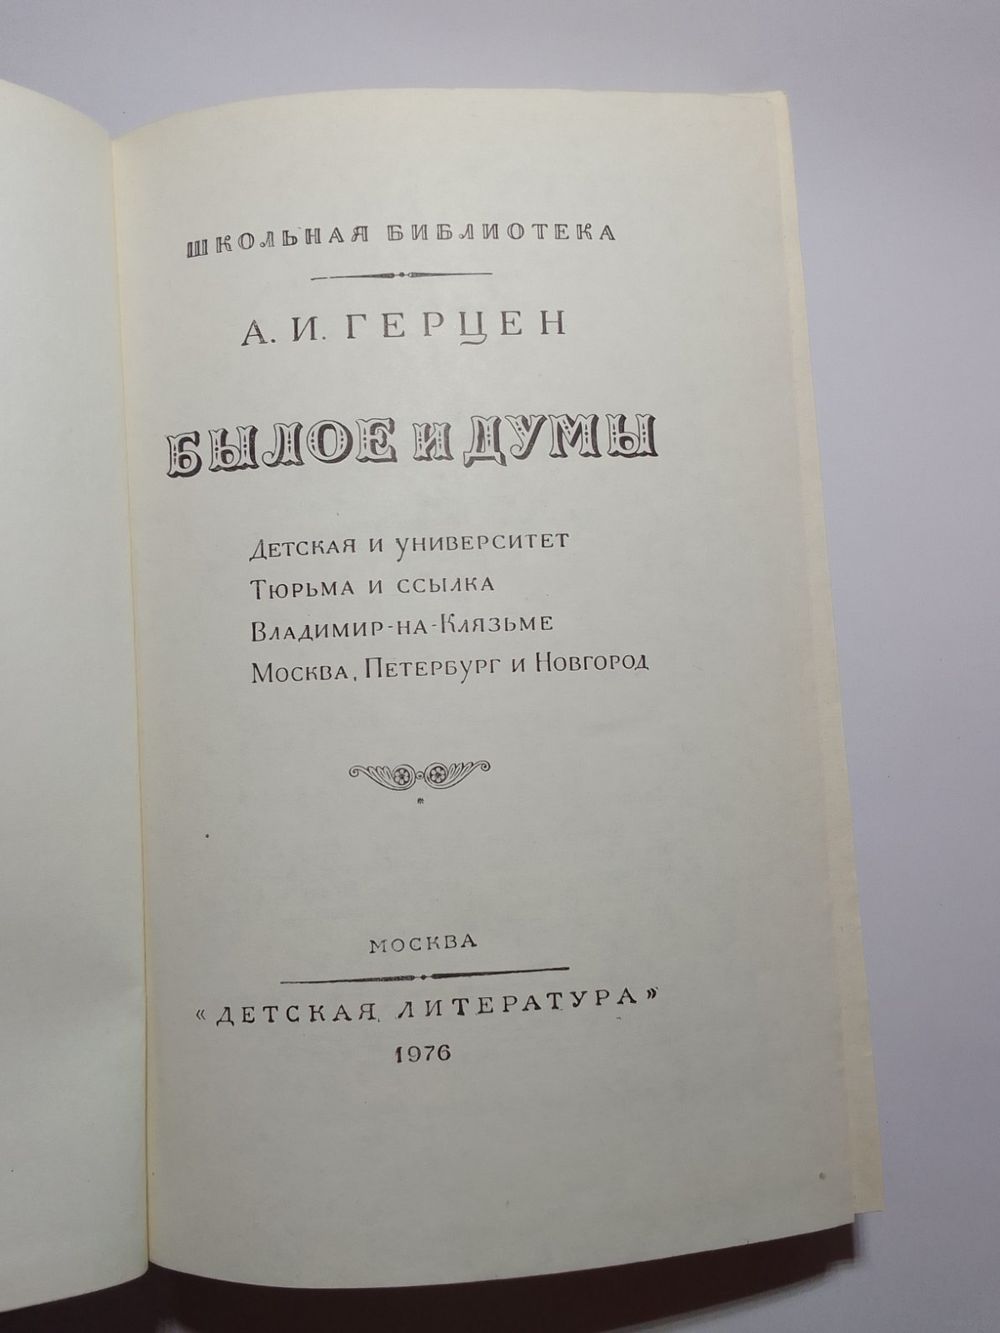 ШКОЛЬНАЯ БИБЛИОТЕКА
А. И. ГЕРЦЕН
БЫЛОЕ И ДУМЫ
Детская и университет
Тюрьма и ссылка
Владимир-на-Клязьме
Москва, Петербург и Новгород
МОСКВА
«ДЕТСКАЯ ЛИТЕРАТУРА»
1976